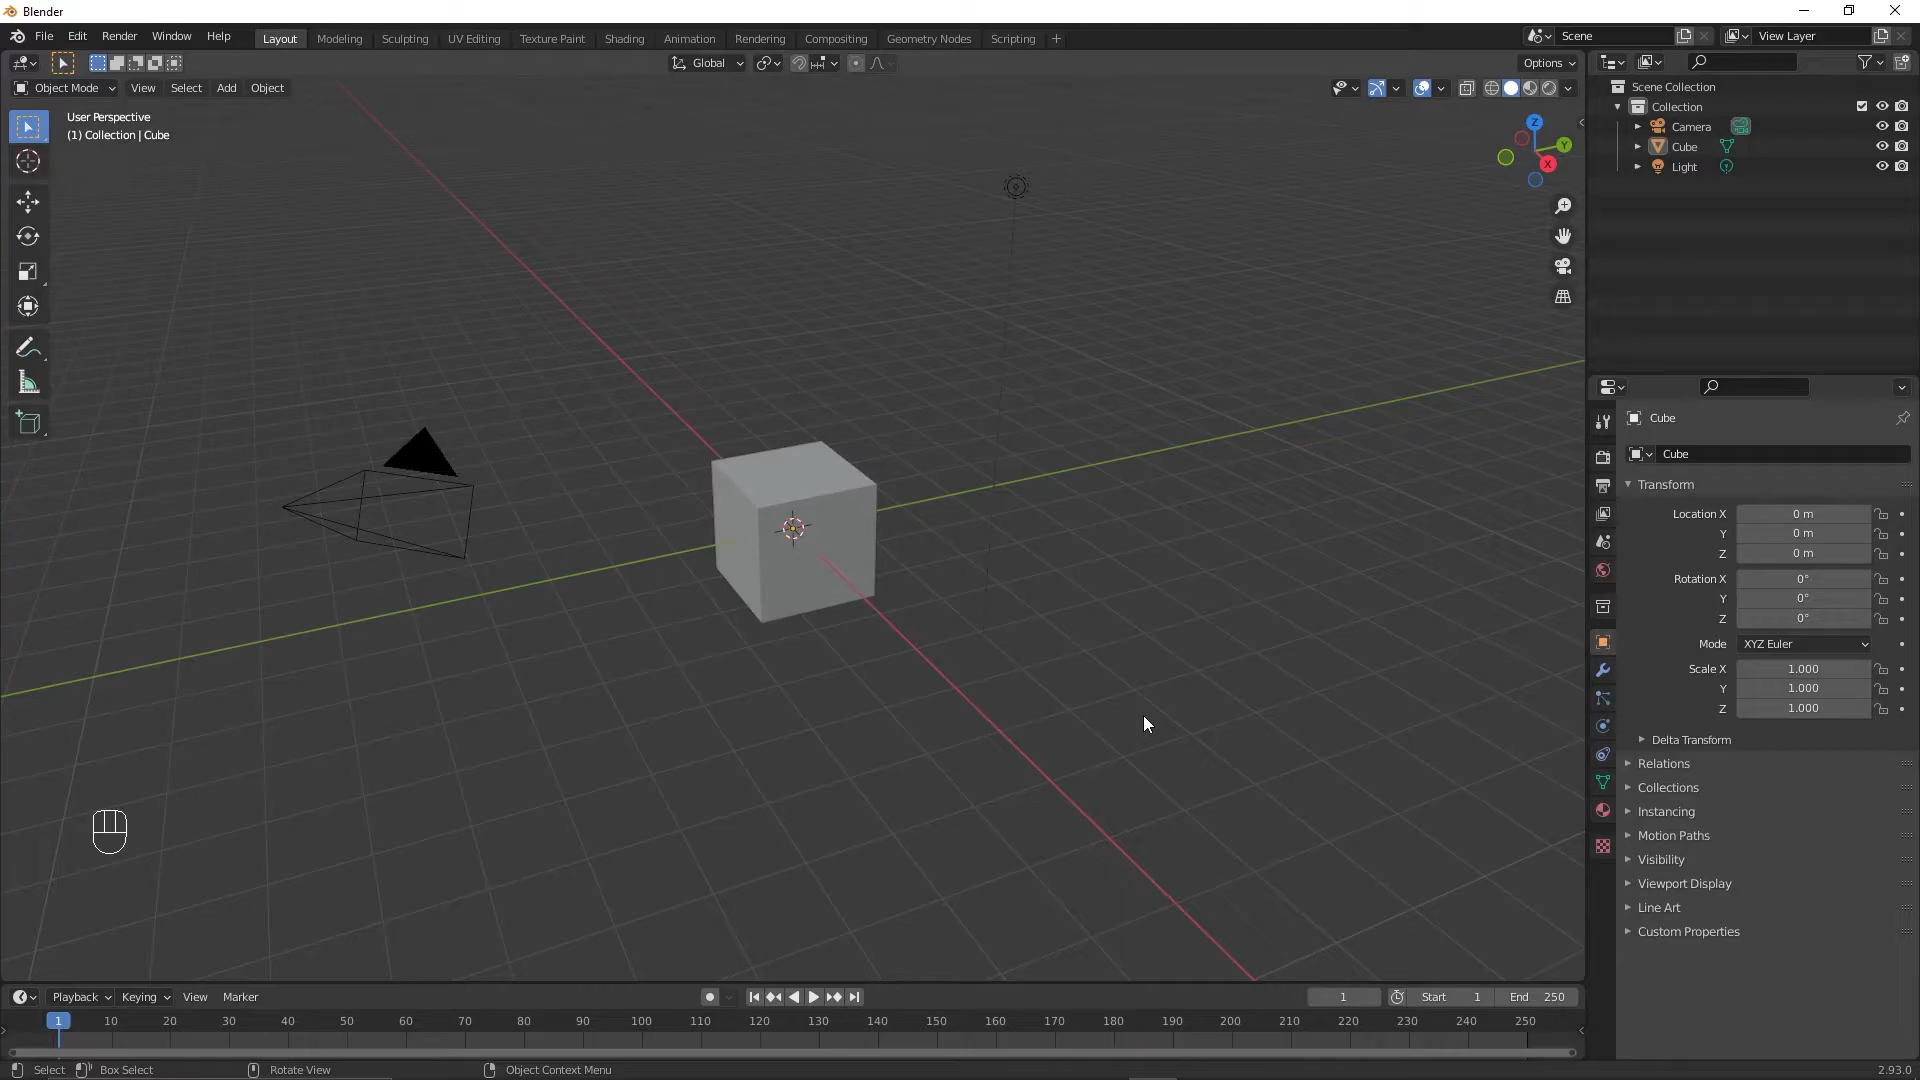 Blender
File Edit Render Window Help Layout Modeling Sculpting UV Editing Texture Paint Shading Animation Rendering Compositing Geometry Nodes Scripting + Scene View Layer
Global Options
Object Mode View Select Add Object
User Perspective
(1) Collection | Cube
Z
Y
X
Scene Collection
Collection
Camera
Cube
Light
Cube
Cube
Transform
Location X 0 m
Y 0 m
Z 0 m
Rotation X 0°
Y 0°
Z 0°
Mode XYZ Euler
Scale X 1.000
Y 1.000
Z 1.000
Delta Transform
Relations
Collections
Instancing
Motion Paths
Visibility
Viewport Display
Line Art
Custom Properties
Playback Keying View Marker 1 Start 1 End 250
1 10 20 30 40 50 60 70 80 90 100 110 120 130 140 150 160 170 180 190 200 210 220 230 240 250
Select Box Select Rotate View Object Context Menu 2.93.0